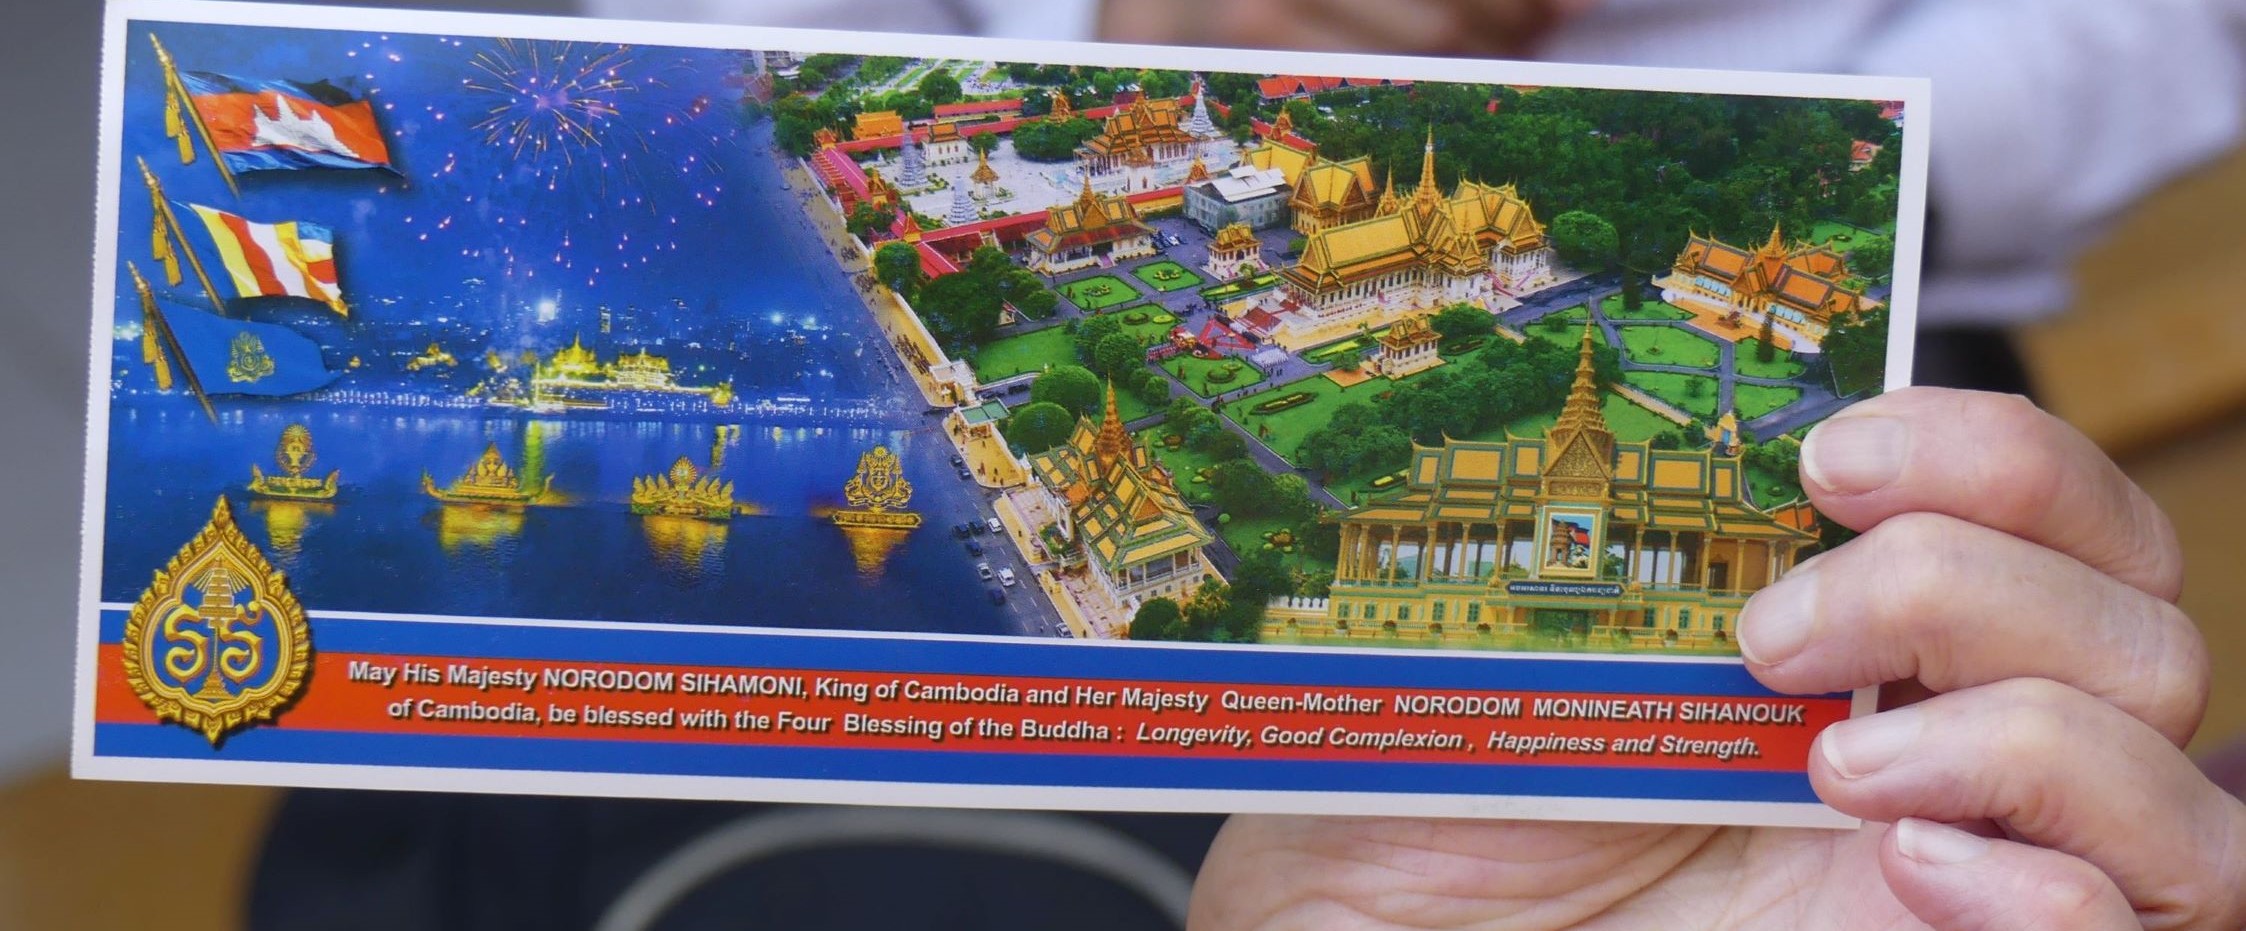 May His Majesty NORODOM SIHAMONI, King of Cambodia and Her Majesty Queen-Mother NORODOM MONINEATH SIHANOUK
of Cambodia, be blessed with the Four Blessing of the Buddha : Longevity, Good Complexion, Happiness and Strength.